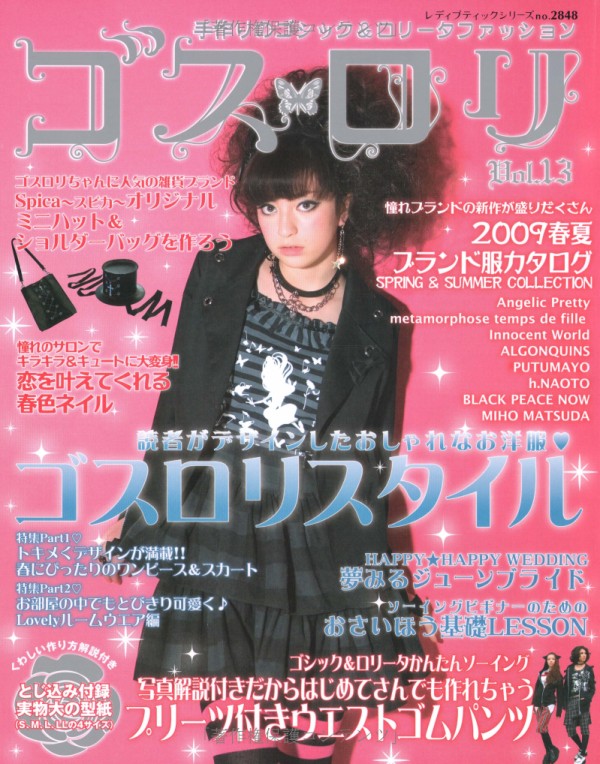 レディブティックシリーズno.2848
手作りゴシック&ロリータファッション
ゴスロリ
Vol.13
ゴスロリちゃんに人気の雑貨ブランド
Spica〜スピカ〜オリジナル
ミニハット&
ショルダーバッグを作ろう
憧れのサロンで
キラキラ&キュートに大変身!!
恋を叶えてくれる
春色ネイル
憧れブランドの新作が盛りだくさん
2009春夏
ブランド服カタログ
SPRING & SUMMER COLLECTION
Angelic Pretty
metamorphose temps de fille
Innocent World
ALGONQUINS
PUTUMAYO
h.NAOTO
BLACK PEACE NOW
MIHO MATSUDA
読者がデザインしたおしゃれなお洋服♥
ゴスロリスタイル
特集Part1♡
トキメくデザインが満載!!
春にぴったりのワンピース&スカート
特集Part2♡
お部屋の中でもとびきり可愛く♪
Lovelyルームウエア編
HAPPY★HAPPY WEDDING
夢みるジューンブライド
ソーイングビギナーのための
おさいほう基礎LESSON
くわしい作り方解説付き
とじ込み付録
実物大の型紙
(S、M、L、LLの4サイズ)
ゴシック&ロリータかんたんソーイング
写真解説付きだからはじめてさんでも作れちゃう
プリーツ付きウエストゴムパンツ